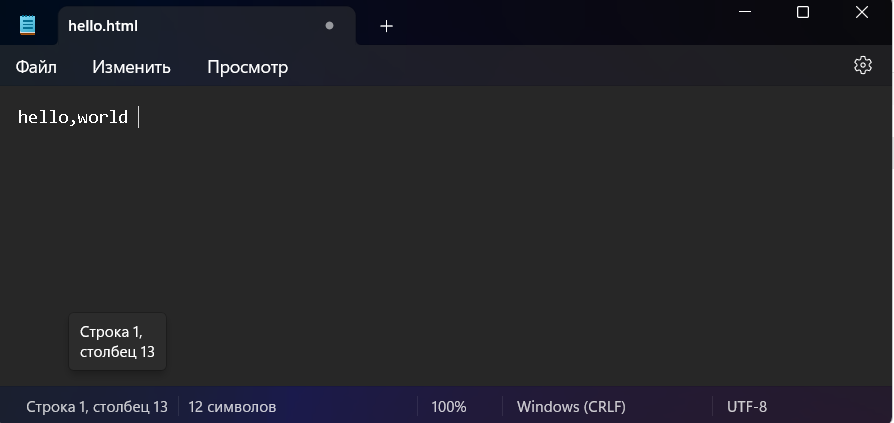 hello.html
Файл Изменить Просмотр
hello,world
Строка 1,
столбец 13
Строка 1, столбец 13 12 символов 100% Windows (CRLF) UTF-8